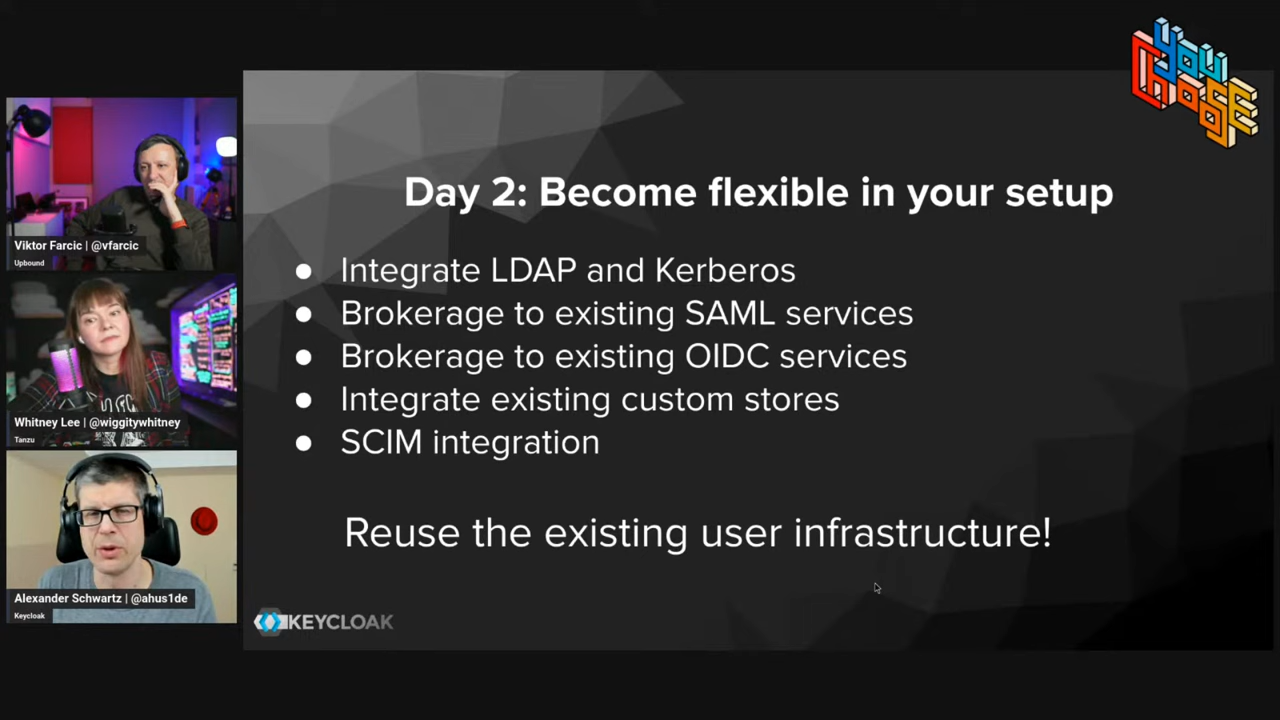 You
Choose
Day 2: Become flexible in your setup
● Integrate LDAP and Kerberos
● Brokerage to existing SAML services
● Brokerage to existing OIDC services
● Integrate existing custom stores
● SCIM integration
Reuse the existing user infrastructure!
KEYCLOAK
Viktor Farcic | @vfarcic
Upbound
Whitney Lee | @wiggitywhitney
Tanzu
Alexander Schwartz | @ahus1de
Keycloak